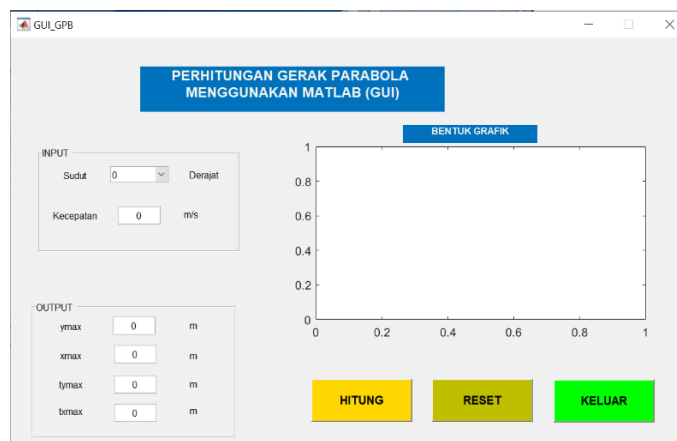 GUI_GPB
PERHITUNGAN GERAK PARABOLA
MENGGUNAKAN MATLAB (GUI)
INPUT
Sudut 0 Derajat
Kecepatan 0 m/s
OUTPUT
ymax 0 m
xmax 0 m
tymax 0 m
txmax 0 m
BENTUK GRAFIK
1
0.8
0.6
0.4
0.2
0
0 0.2 0.4 0.6 0.8 1
HITUNG RESET KELUAR